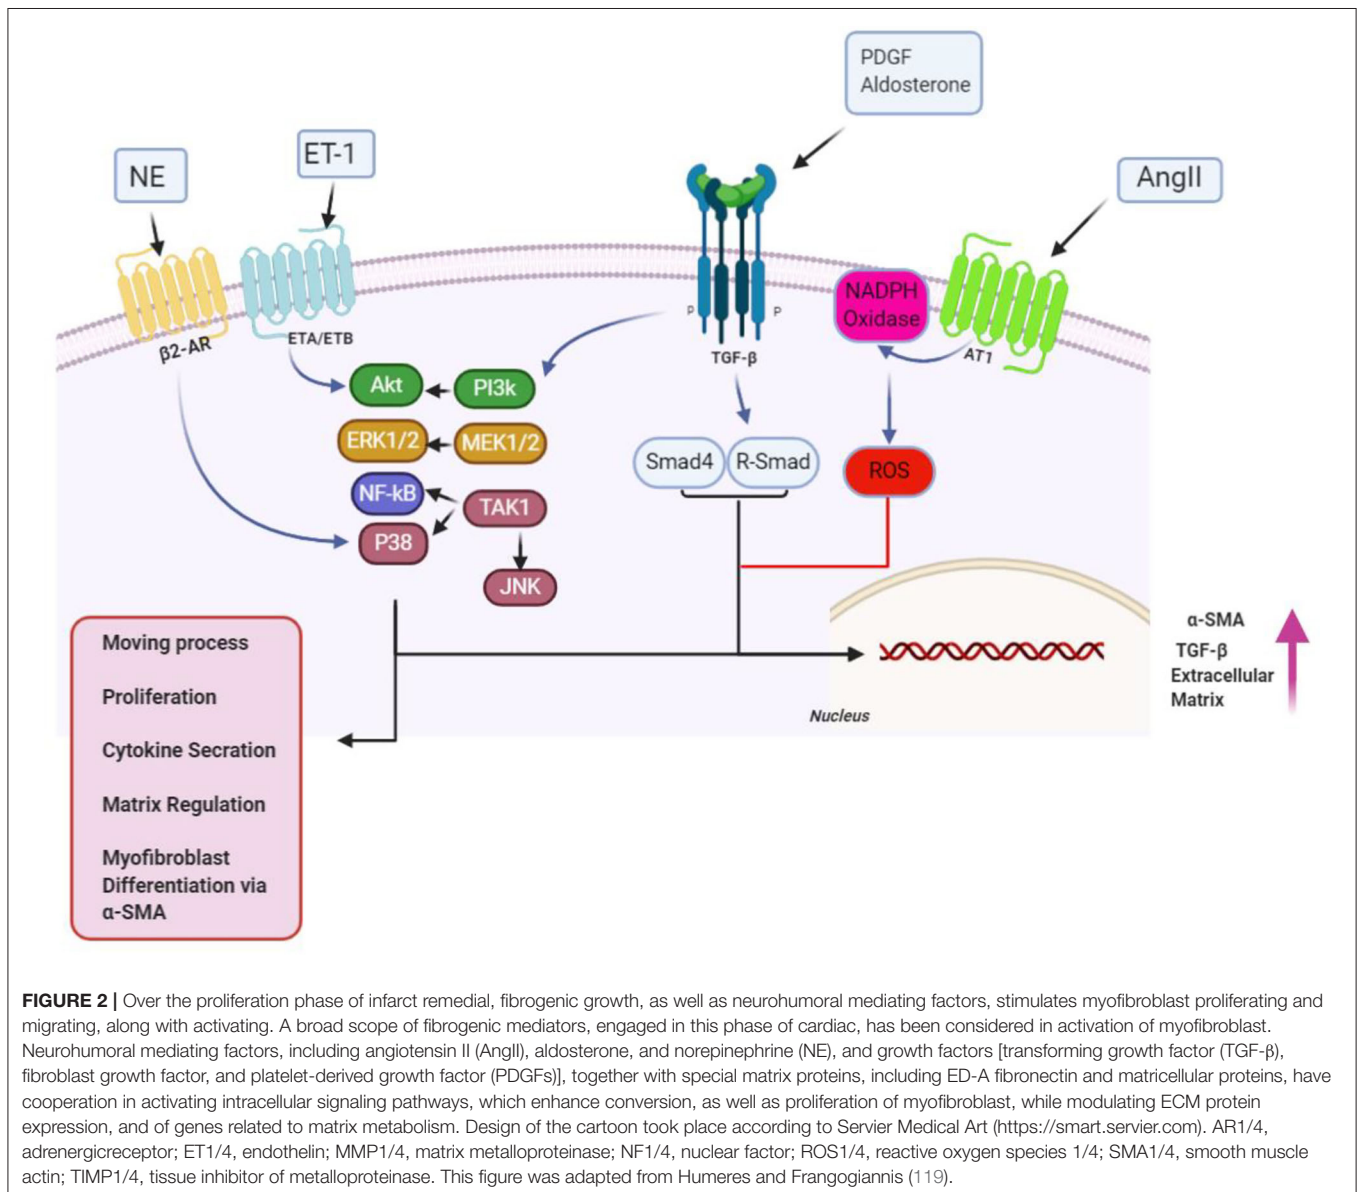 PDGF
Aldosterone
ET-1
NE
AngII
NADPH
Oxidase
β2-AR
ETA/ETB
P
P
TGF-β
AT1
Akt
PI3k
ERK1/2
MEK1/2
Smad4
R-Smad
ROS
NF-kB
TAK1
P38
JNK
Moving process
Proliferation
Cytokine Secration
Matrix Regulation
Myofibroblast
Differentiation via
α-SMA
Nucleus
α-SMA
TGF-β
Extracellular
Matrix
FIGURE 2 | Over the proliferation phase of infarct remedial, fibrogenic growth, as well as neurohumoral mediating factors, stimulates myofibroblast proliferating and
migrating, along with activating. A broad scope of fibrogenic mediators, engaged in this phase of cardiac, has been considered in activation of myofibroblast.
Neurohumoral mediating factors, including angiotensin II (AngII), aldosterone, and norepinephrine (NE), and growth factors [transforming growth factor (TGF-β),
fibroblast growth factor, and platelet-derived growth factor (PDGFs)], together with special matrix proteins, including ED-A fibronectin and matricellular proteins, have
cooperation in activating intracellular signaling pathways, which enhance conversion, as well as proliferation of myofibroblast, while modulating ECM protein
expression, and of genes related to matrix metabolism. Design of the cartoon took place according to Servier Medical Art (https://smart.servier.com). AR1/4,
adrenergicreceptor; ET1/4, endothelin; MMP1/4, matrix metalloproteinase; NF1/4, nuclear factor; ROS1/4, reactive oxygen species 1/4; SMA1/4, smooth muscle
actin; TIMP1/4, tissue inhibitor of metalloproteinase. This figure was adapted from Humeres and Frangogiannis (119).